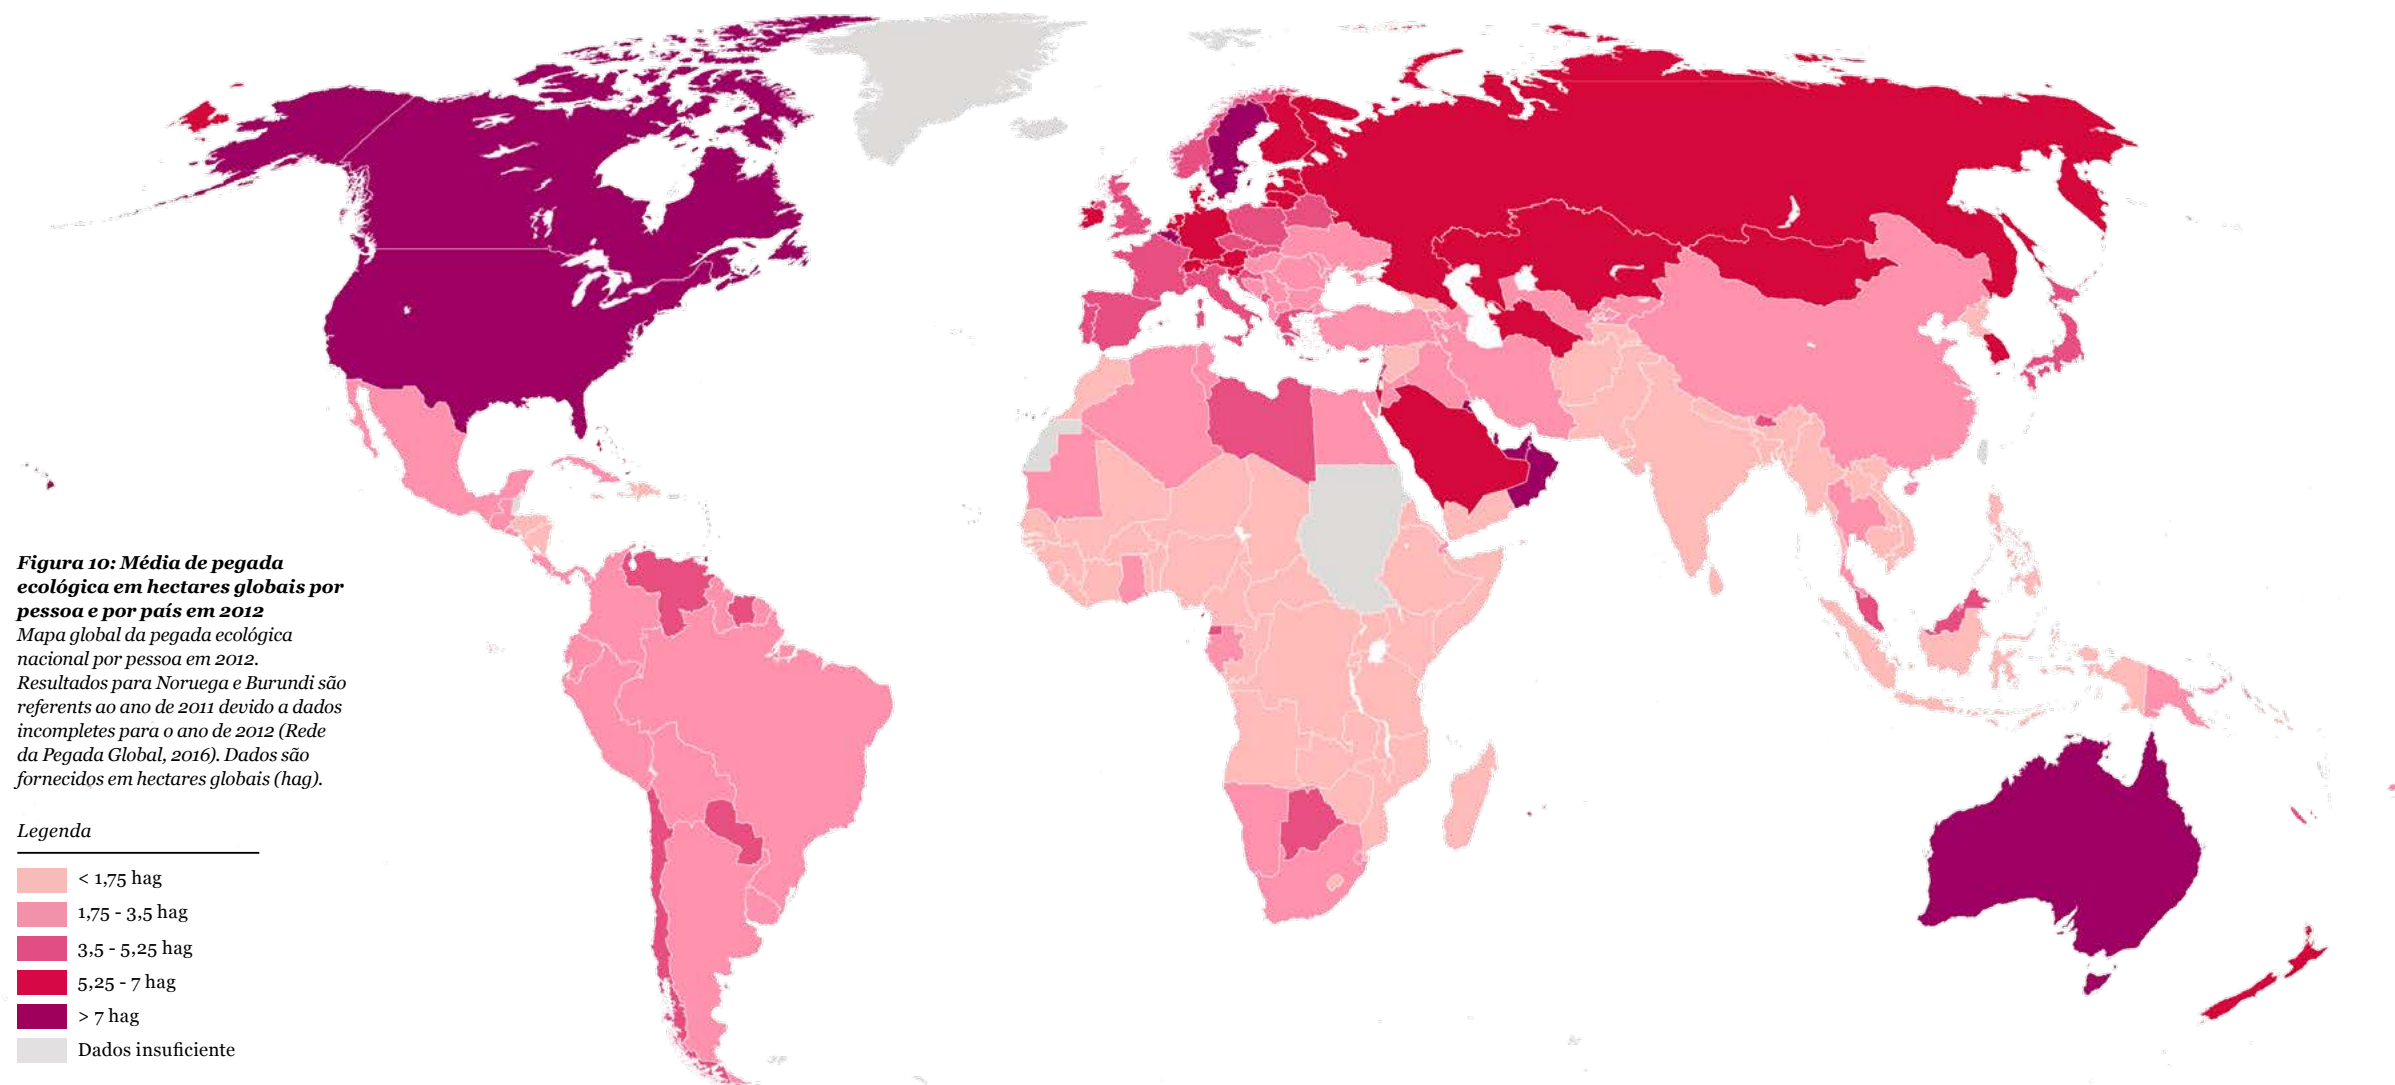 Figura 10: Média de pegada
ecológica em hectares globais por
pessoa e por país em 2012
Mapa global da pegada ecológica
nacional por pessoa em 2012.
Resultados para Noruega e Burundi são
referents ao ano de 2011 devido a dados
incompletes para o ano de 2012 (Rede
da Pegada Global, 2016). Dados são
fornecidos em hectares globais (hag).
Legenda
< 1,75 hag
1,75 - 3,5 hag
3,5 - 5,25 hag
5,25 - 7 hag
> 7 hag
Dados insuficiente